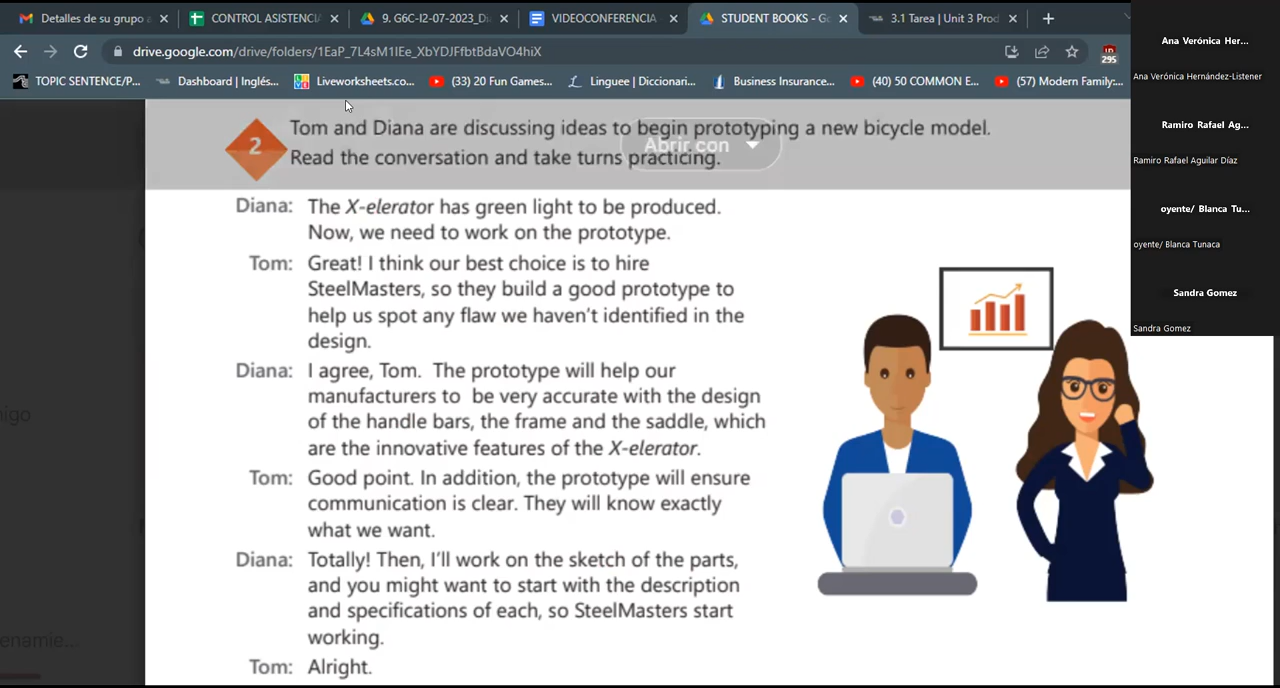 Detalles de su grupo a
CONTROL ASISTENCI
9. G6C-I2-07-2023_Di
VIDEOCONFERENCIA
STUDENT BOOKS - Go
3.1 Tarea | Unit 3 Prod
drive.google.com/drive/folders/1EaP_7L4sM1IEe_XbYDJFfbtBdaVO4hiX
295
TOPIC SENTENCE/P...
Dashboard | Inglés...
Liveworksheets.co...
(33) 20 Fun Games...
Linguee | Diccionari...
Business Insurance...
(40) 50 COMMON E...
(57) Modern Family:...
Ana Verónica Her...
Ana Verónica Hernández-Listener
Ramiro Rafael Ag...
Ramiro Rafael Aguilar Díaz
oyente/ Blanca Tu...
oyente/ Blanca Tunaca
Sandra Gomez
Sandra Gomez
2
Tom and Diana are discussing ideas to begin prototyping a new bicycle model.
Abrir con
Read the conversation and take turns practicing.
Diana: The X-elerator has green light to be produced.
Now, we need to work on the prototype.
Tom: Great! I think our best choice is to hire
SteelMasters, so they build a good prototype to
help us spot any flaw we haven't identified in the
design.
Diana: I agree, Tom. The prototype will help our
manufacturers to be very accurate with the design
of the handle bars, the frame and the saddle, which
are the innovative features of the X-elerator.
Tom: Good point. In addition, the prototype will ensure
communication is clear. They will know exactly
what we want.
Diana: Totally! Then, I'll work on the sketch of the parts,
and you might want to start with the description
and specifications of each, so SteelMasters start
working.
Tom: Alright.
nigo
enamie...